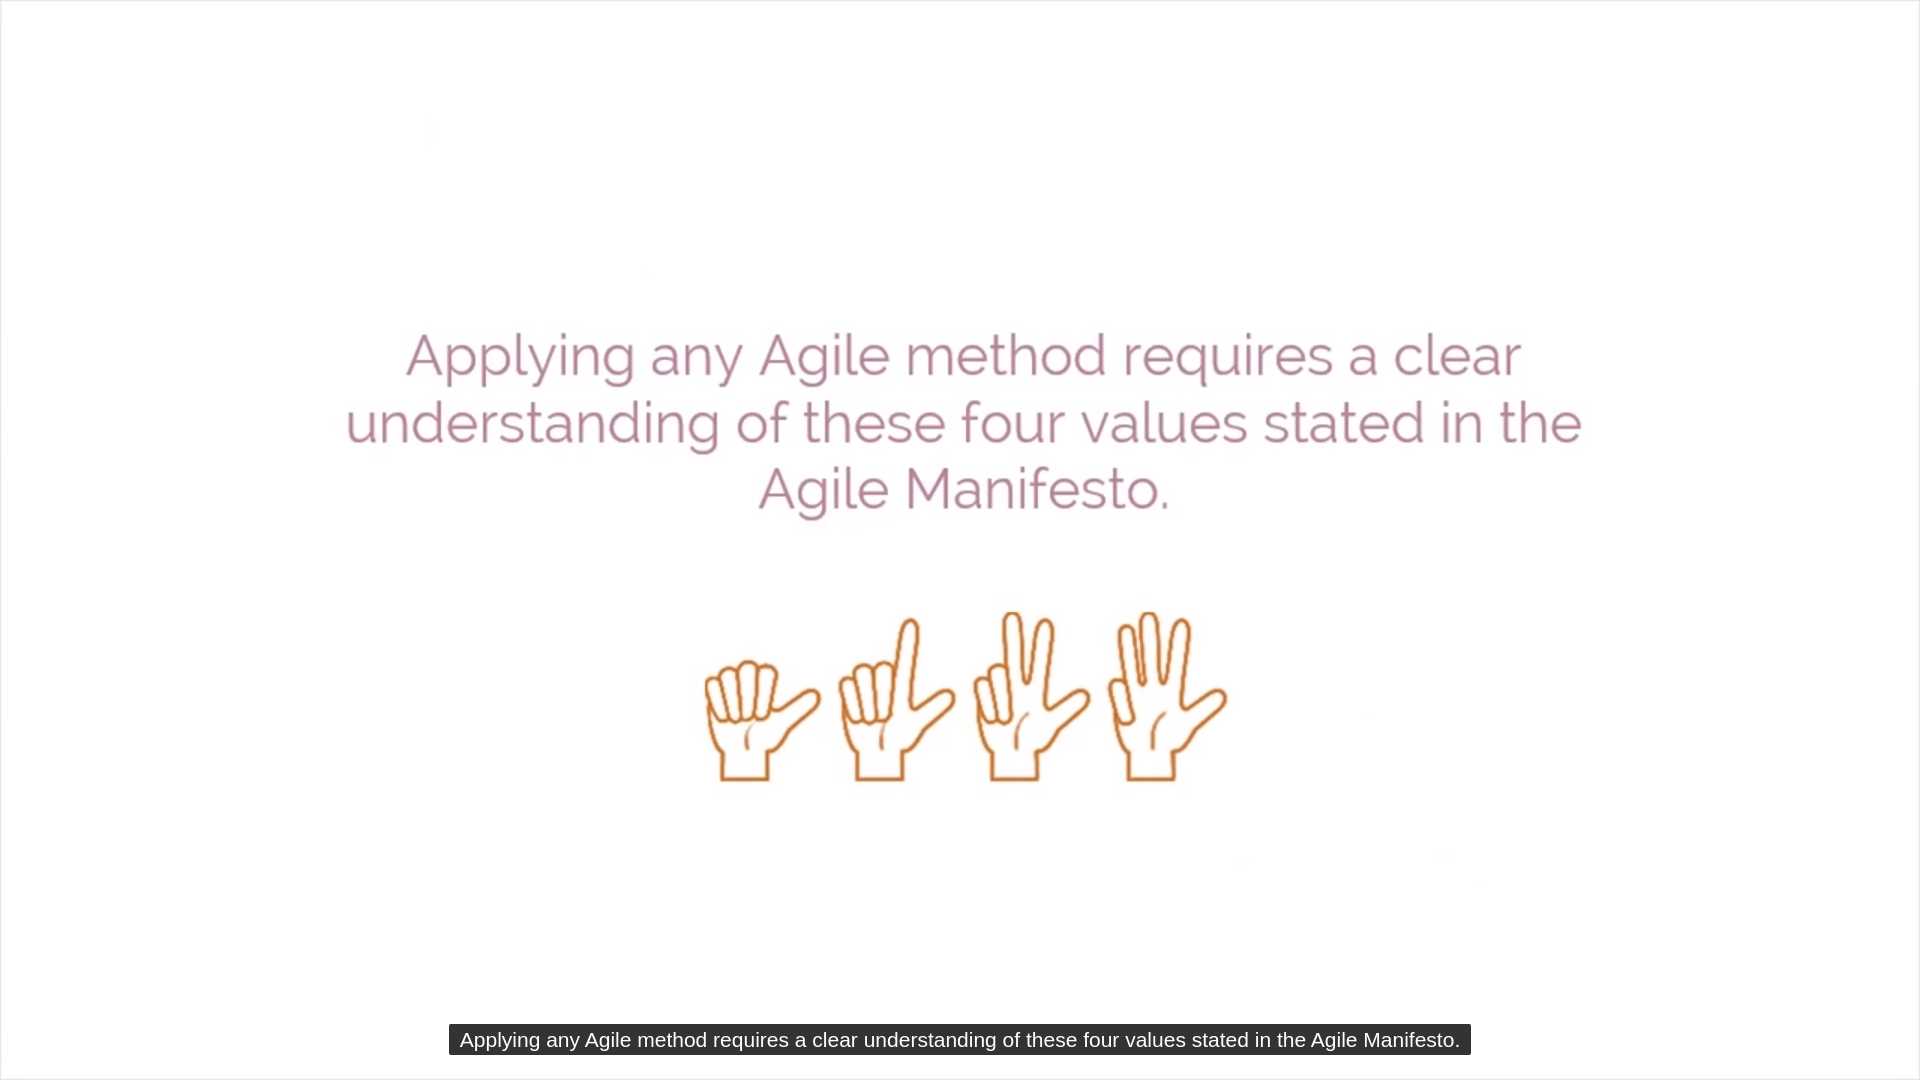 Applying any Agile method requires a clear
understanding of these four values stated in the
Agile Manifesto.
Applying any Agile method requires a clear understanding of these four values stated in the Agile Manifesto.